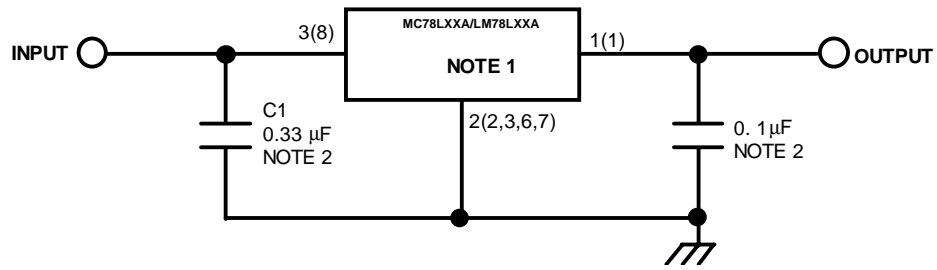 MC78LXXA/LM78LXXA
3(8)
1(1)
INPUT
NOTE 1
OUTPUT
C1
0.33 μF
NOTE 2
2(2,3,6,7)
0. 1μF
NOTE 2